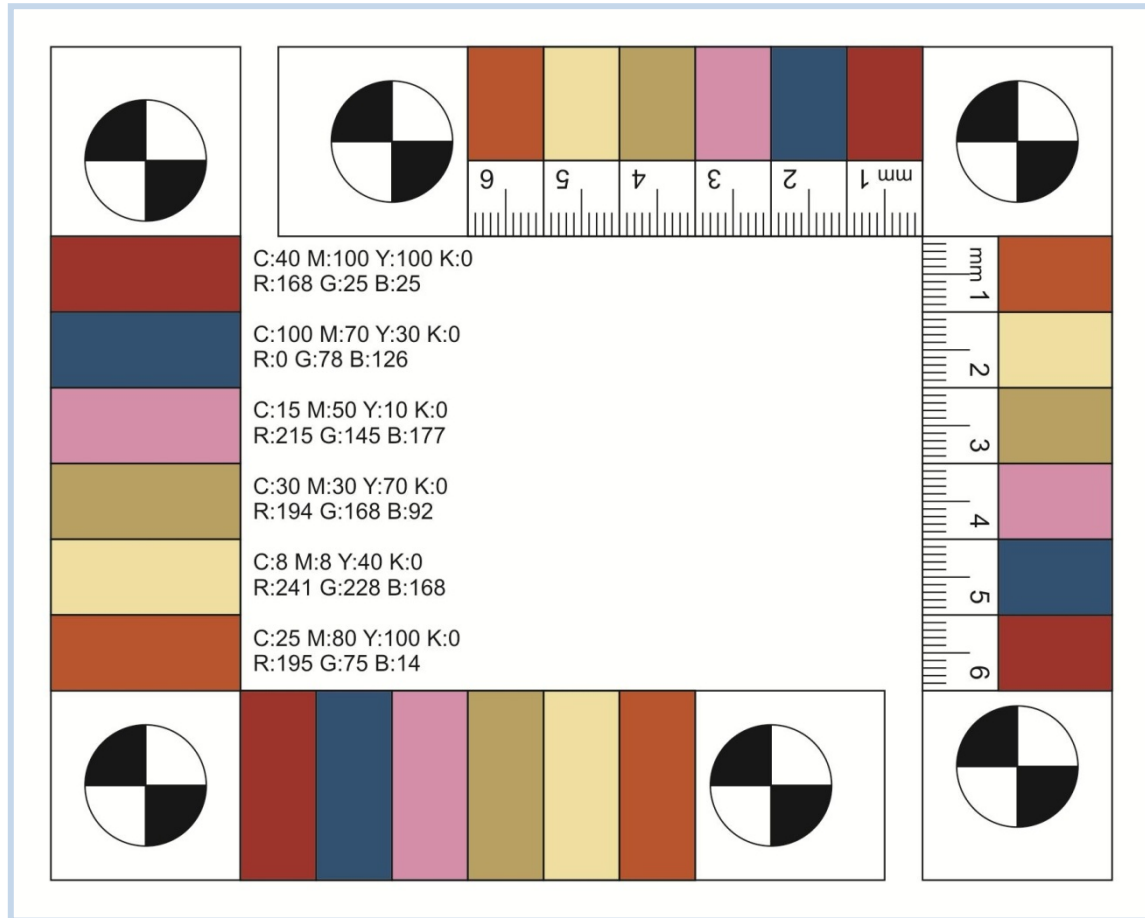 6 5 4 3 2 1 mm
C:40 M:100 Y:100 K:0
R:168 G:25 B:25
C:100 M:70 Y:30 K:0
R:0 G:78 B:126
C:15 M:50 Y:10 K:0
R:215 G:145 B:177
C:30 M:30 Y:70 K:0
R:194 G:168 B:92
C:8 M:8 Y:40 K:0
R:241 G:228 B:168
C:25 M:80 Y:100 K:0
R:195 G:75 B:14
mm 1
2
3
4
5
6